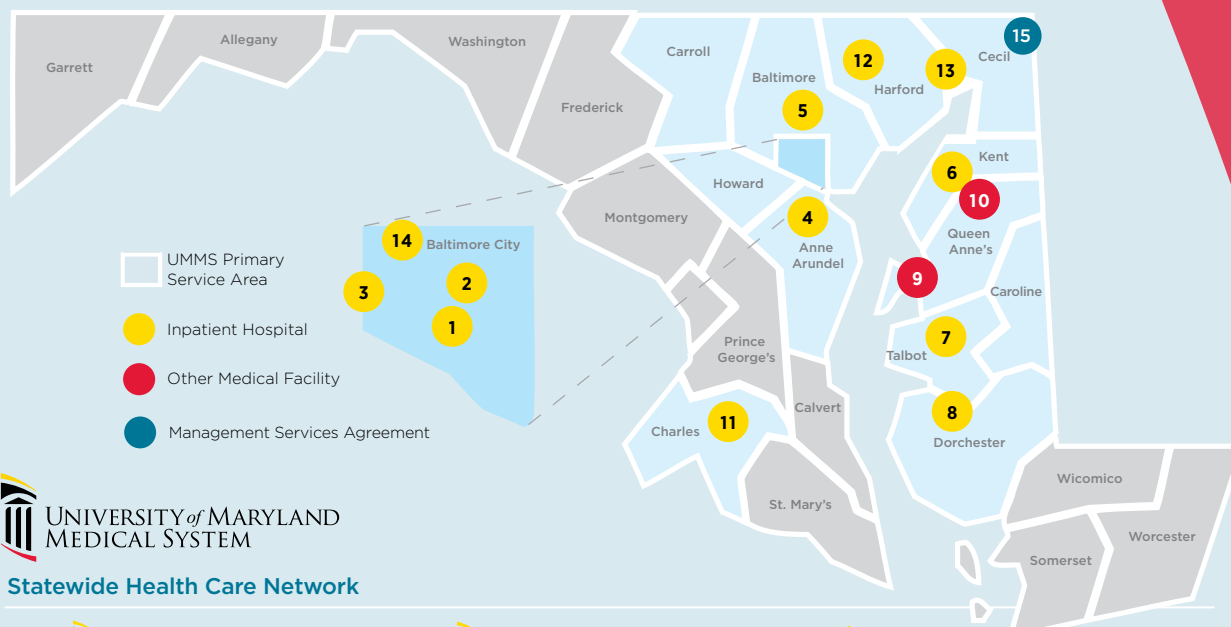 Garrett
Allegany
Washington
Frederick
Carroll
Baltimore
5
12
Harford
13
Cecil
15
Howard
Montgomery
4
Anne
Arundel
6
Kent
10
Queen
Anne's
9
Caroline
7
Talbot
8
Dorchester
Prince
George's
Calvert
Charles
11
St. Mary's
Wicomico
Worcester
Somerset
14
Baltimore City
3
2
1
UMMS Primary
Service Area
Inpatient Hospital
Other Medical Facility
Management Services Agreement
UNIVERSITY of MARYLAND
MEDICAL SYSTEM
Statewide Health Care Network